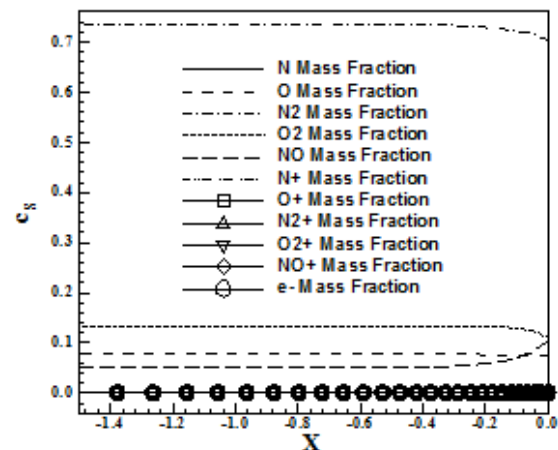 0.7
0.6
0.5
0.4
0.3
0.2
0.1
0.0
c_s
N Mass Fraction
O Mass Fraction
N2 Mass Fraction
O2 Mass Fraction
NO Mass Fraction
N+ Mass Fraction
O+ Mass Fraction
N2+ Mass Fraction
O2+ Mass Fraction
NO+ Mass Fraction
e- Mass Fraction
-1.4 -1.2 -1.0 -0.8 -0.6 -0.4 -0.2 0.0
X